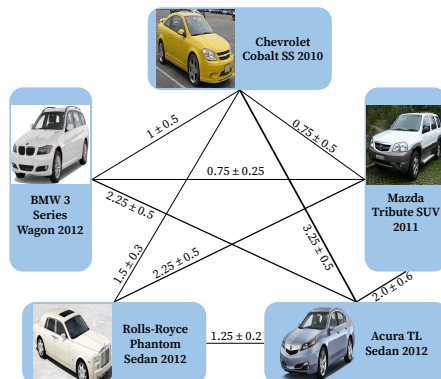 Chevrolet
Cobalt SS 2010
1 ± 0.5
0.75 ± 0.5
0.75 ± 0.25
BMW 3
Series
Wagon 2012
Mazda
Tribute SUV
2011
2.25 ± 0.5
1.5 ± 0.3
2.25 ± 0.5
3.25 ± 0.5
2.0 ± 0.6
Rolls-Royce
Phantom
Sedan 2012
1.25 ± 0.2
Acura TL
Sedan 2012